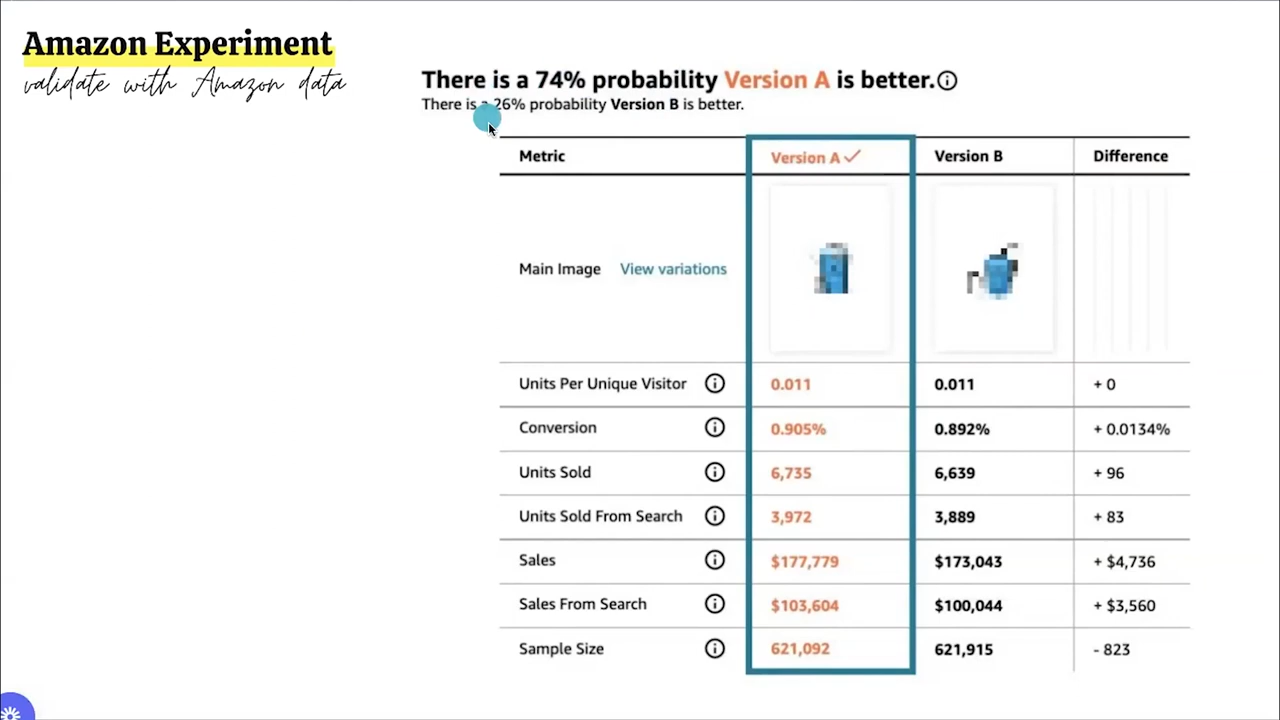 Amazon Experiment
validate with Amazon data
There is a 74% probability Version A is better.
There is a 26% probability Version B is better.
Metric Version A Version B Difference
Main Image View variations
Units Per Unique Visitor 0.011 0.011 + 0
Conversion 0.905% 0.892% + 0.0134%
Units Sold 6,735 6,639 + 96
Units Sold From Search 3,972 3,889 + 83
Sales $177,779 $173,043 + $4,736
Sales From Search $103,604 $100,044 + $3,560
Sample Size 621,092 621,915 - 823